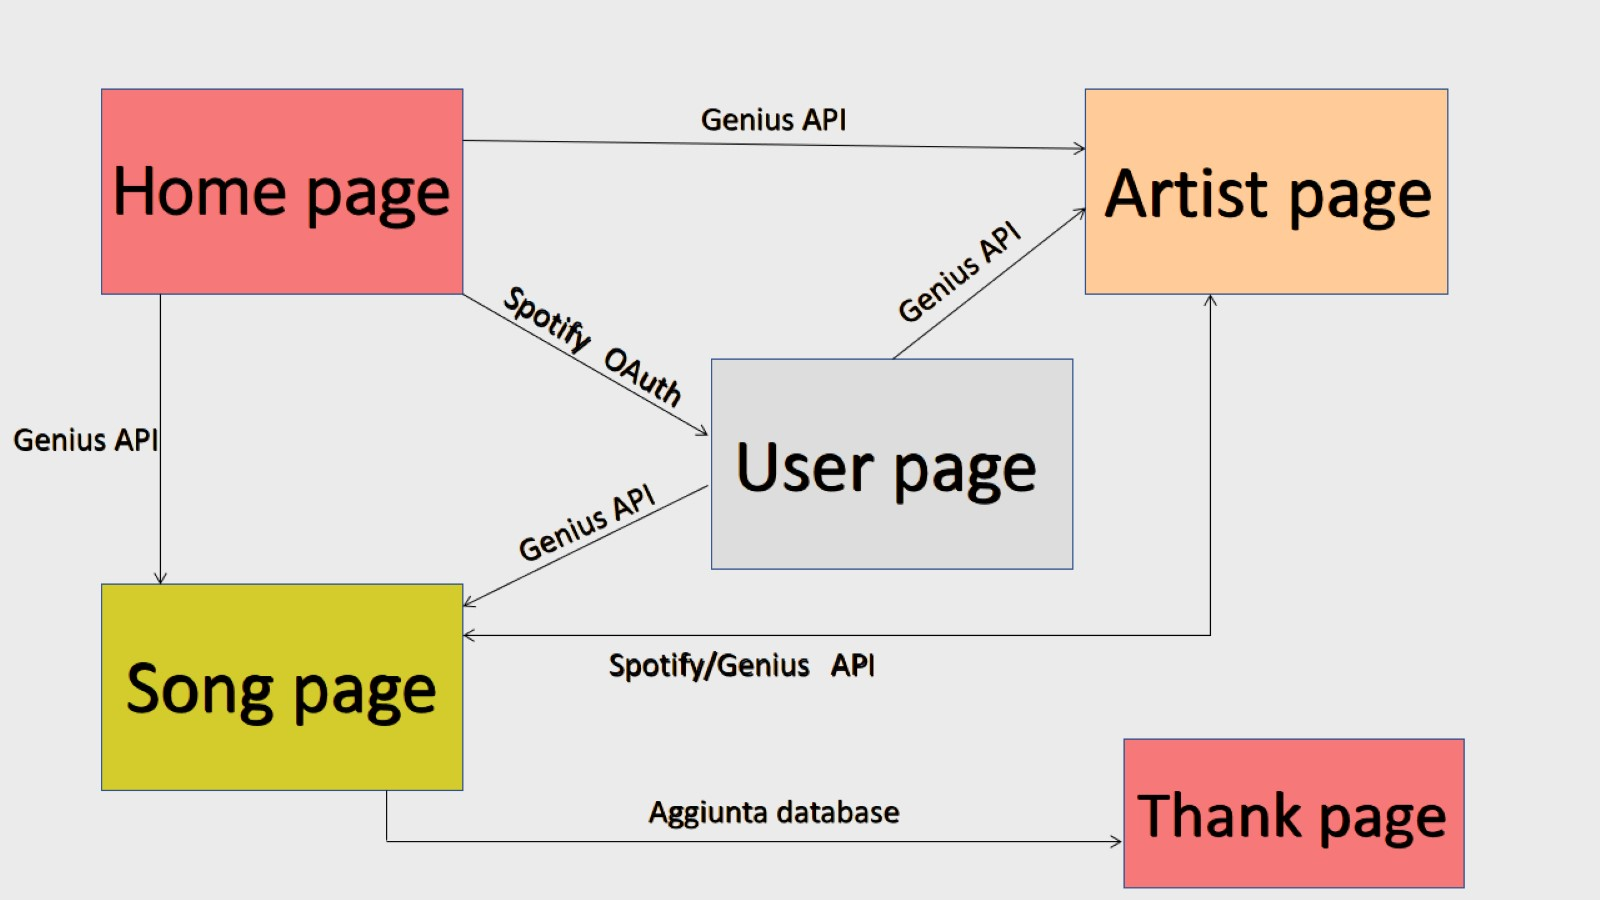 Genius API
Home page
Artist page
Genius API
Spotify OAuth
Genius API
User page
Genius API
Spotify/Genius API
Song page
Aggiunta database
Thank page